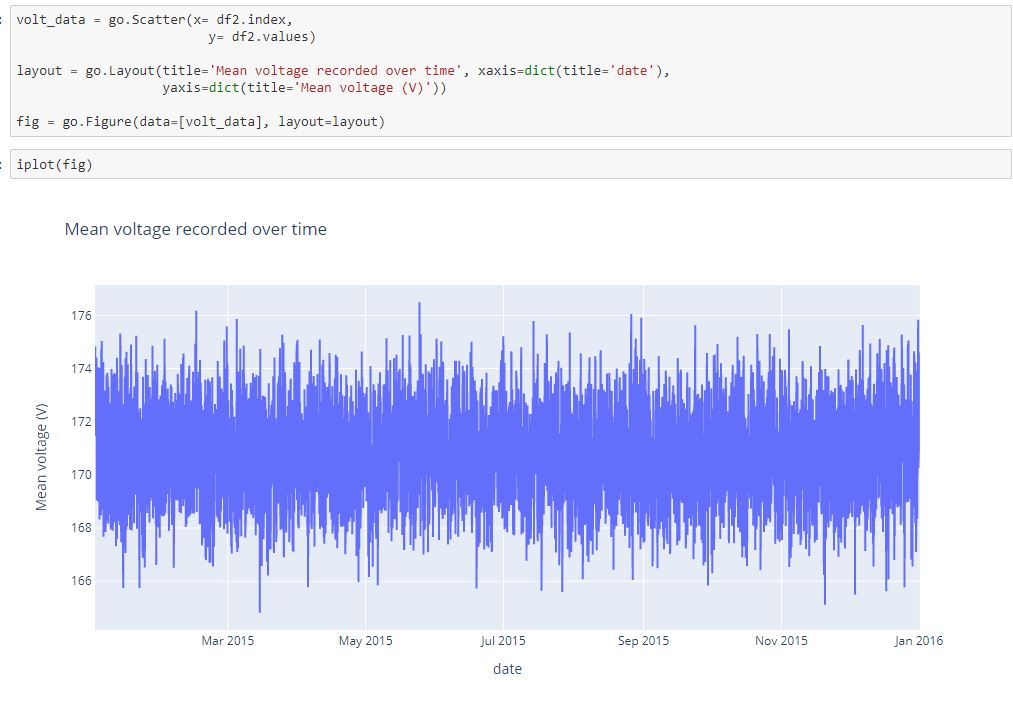 volt_data = go.Scatter(x= df2.index,
y= df2.values)
layout = go.Layout(title='Mean voltage recorded over time', xaxis=dict(title='date'),
yaxis=dict(title='Mean voltage (V)'))
fig = go.Figure(data=[volt_data], layout=layout)
iplot(fig)
Mean voltage recorded over time
176
174
172
170
168
166
Mean voltage (V)
Mar 2015
May 2015
Jul 2015
Sep 2015
Nov 2015
Jan 2016
date